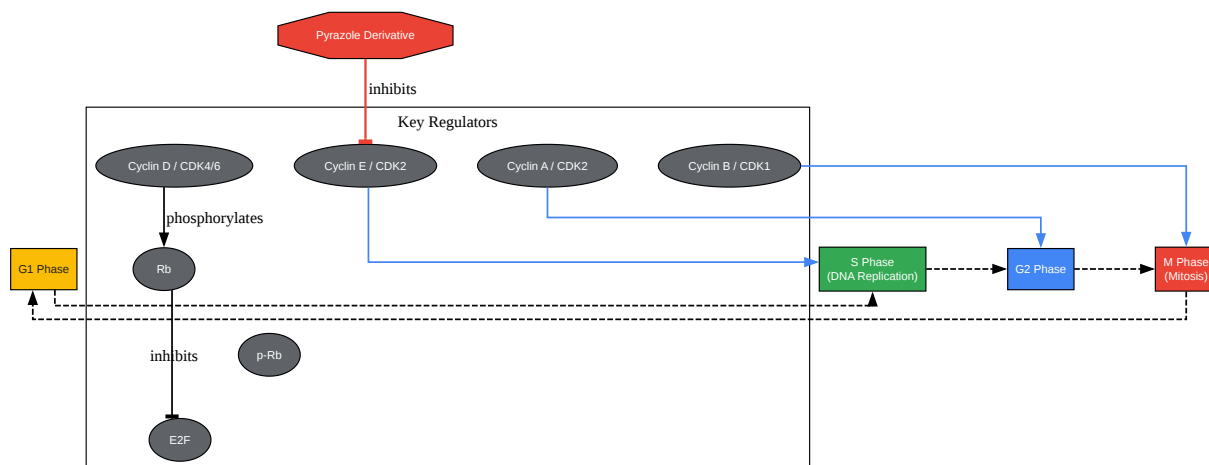 Pyrazole Derivative
inhibits
Key Regulators
Cyclin D / CDK4/6
Cyclin E / CDK2
Cyclin A / CDK2
Cyclin B / CDK1
phosphorylates
G1 Phase
Rb
S Phase
(DNA Replication)
G2 Phase
M Phase
(Mitosis)
inhibits
p-Rb
E2F